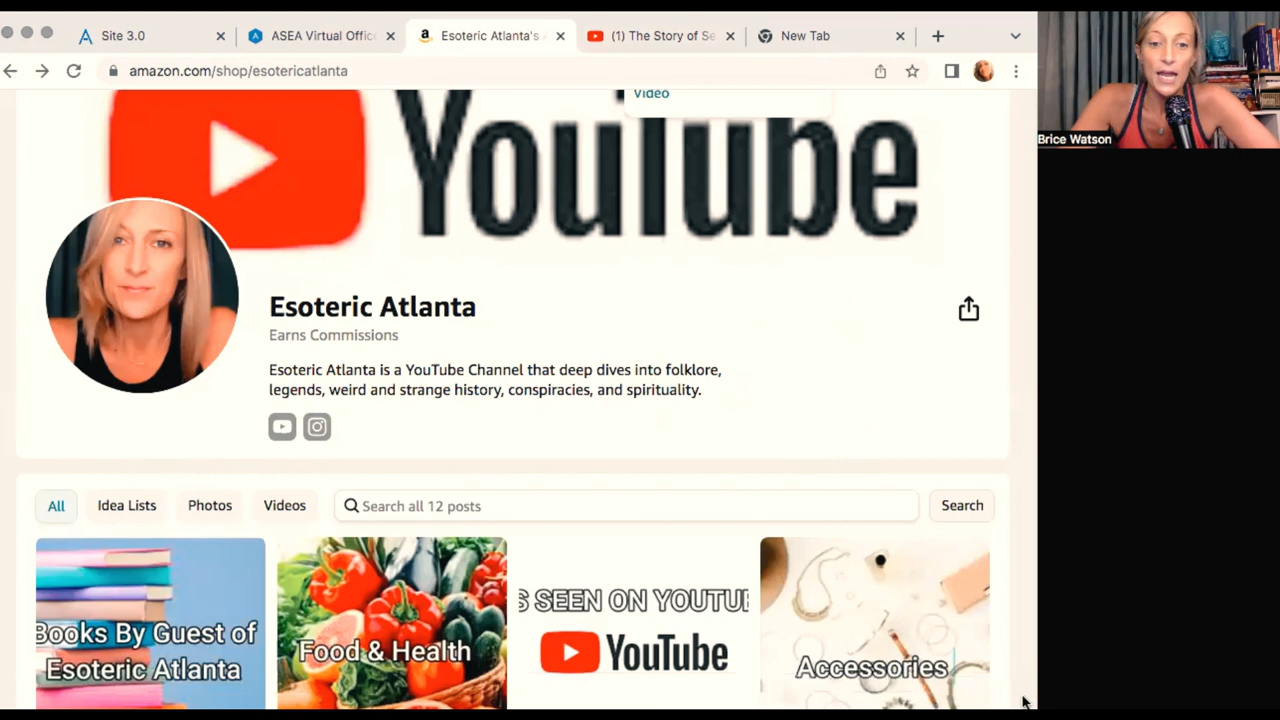 Site 3.0
ASEA Virtual Offic
Esoteric Atlanta's
(1) The Story of Se
New Tab
amazon.com/shop/esotericatlanta
Brice Watson
Video
YouTube
Esoteric Atlanta
Earns Commissions
Esoteric Atlanta is a YouTube Channel that deep dives into folklore,
legends, weird and strange history, conspiracies, and spirituality.
All
Idea Lists
Photos
Videos
Search all 12 posts
Search
Books By Guest of
Esoteric Atlanta
Food & Health
S SEEN ON YOUTU
YouTube
Accessories